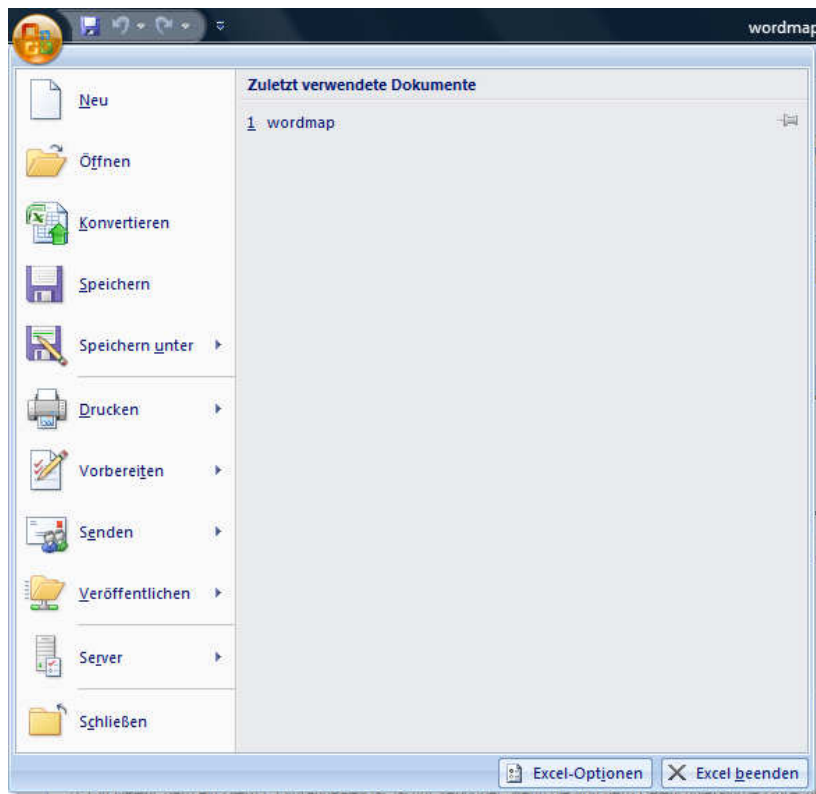 wordmap
Neu
Öffnen
Konvertieren
Speichern
Speichern unter
Drucken
Vorbereiten
Senden
Veröffentlichen
Server
Schließen
Zuletzt verwendete Dokumente
1 wordmap
Excel-Optionen
Excel beenden